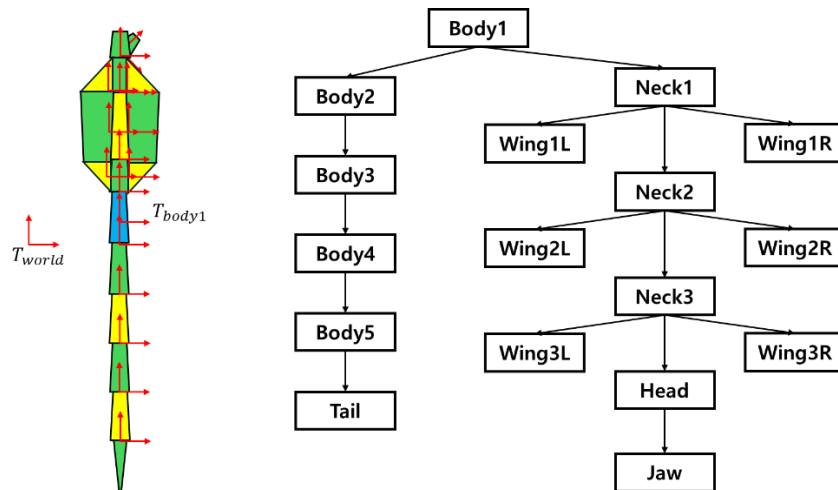 Body1
Body2
Neck1
Wing1L
Wing1R
Body3
Neck2
T_body1
T_world
Body4
Wing2L
Wing2R
Neck3
Body5
Wing3L
Wing3R
Head
Tail
Jaw